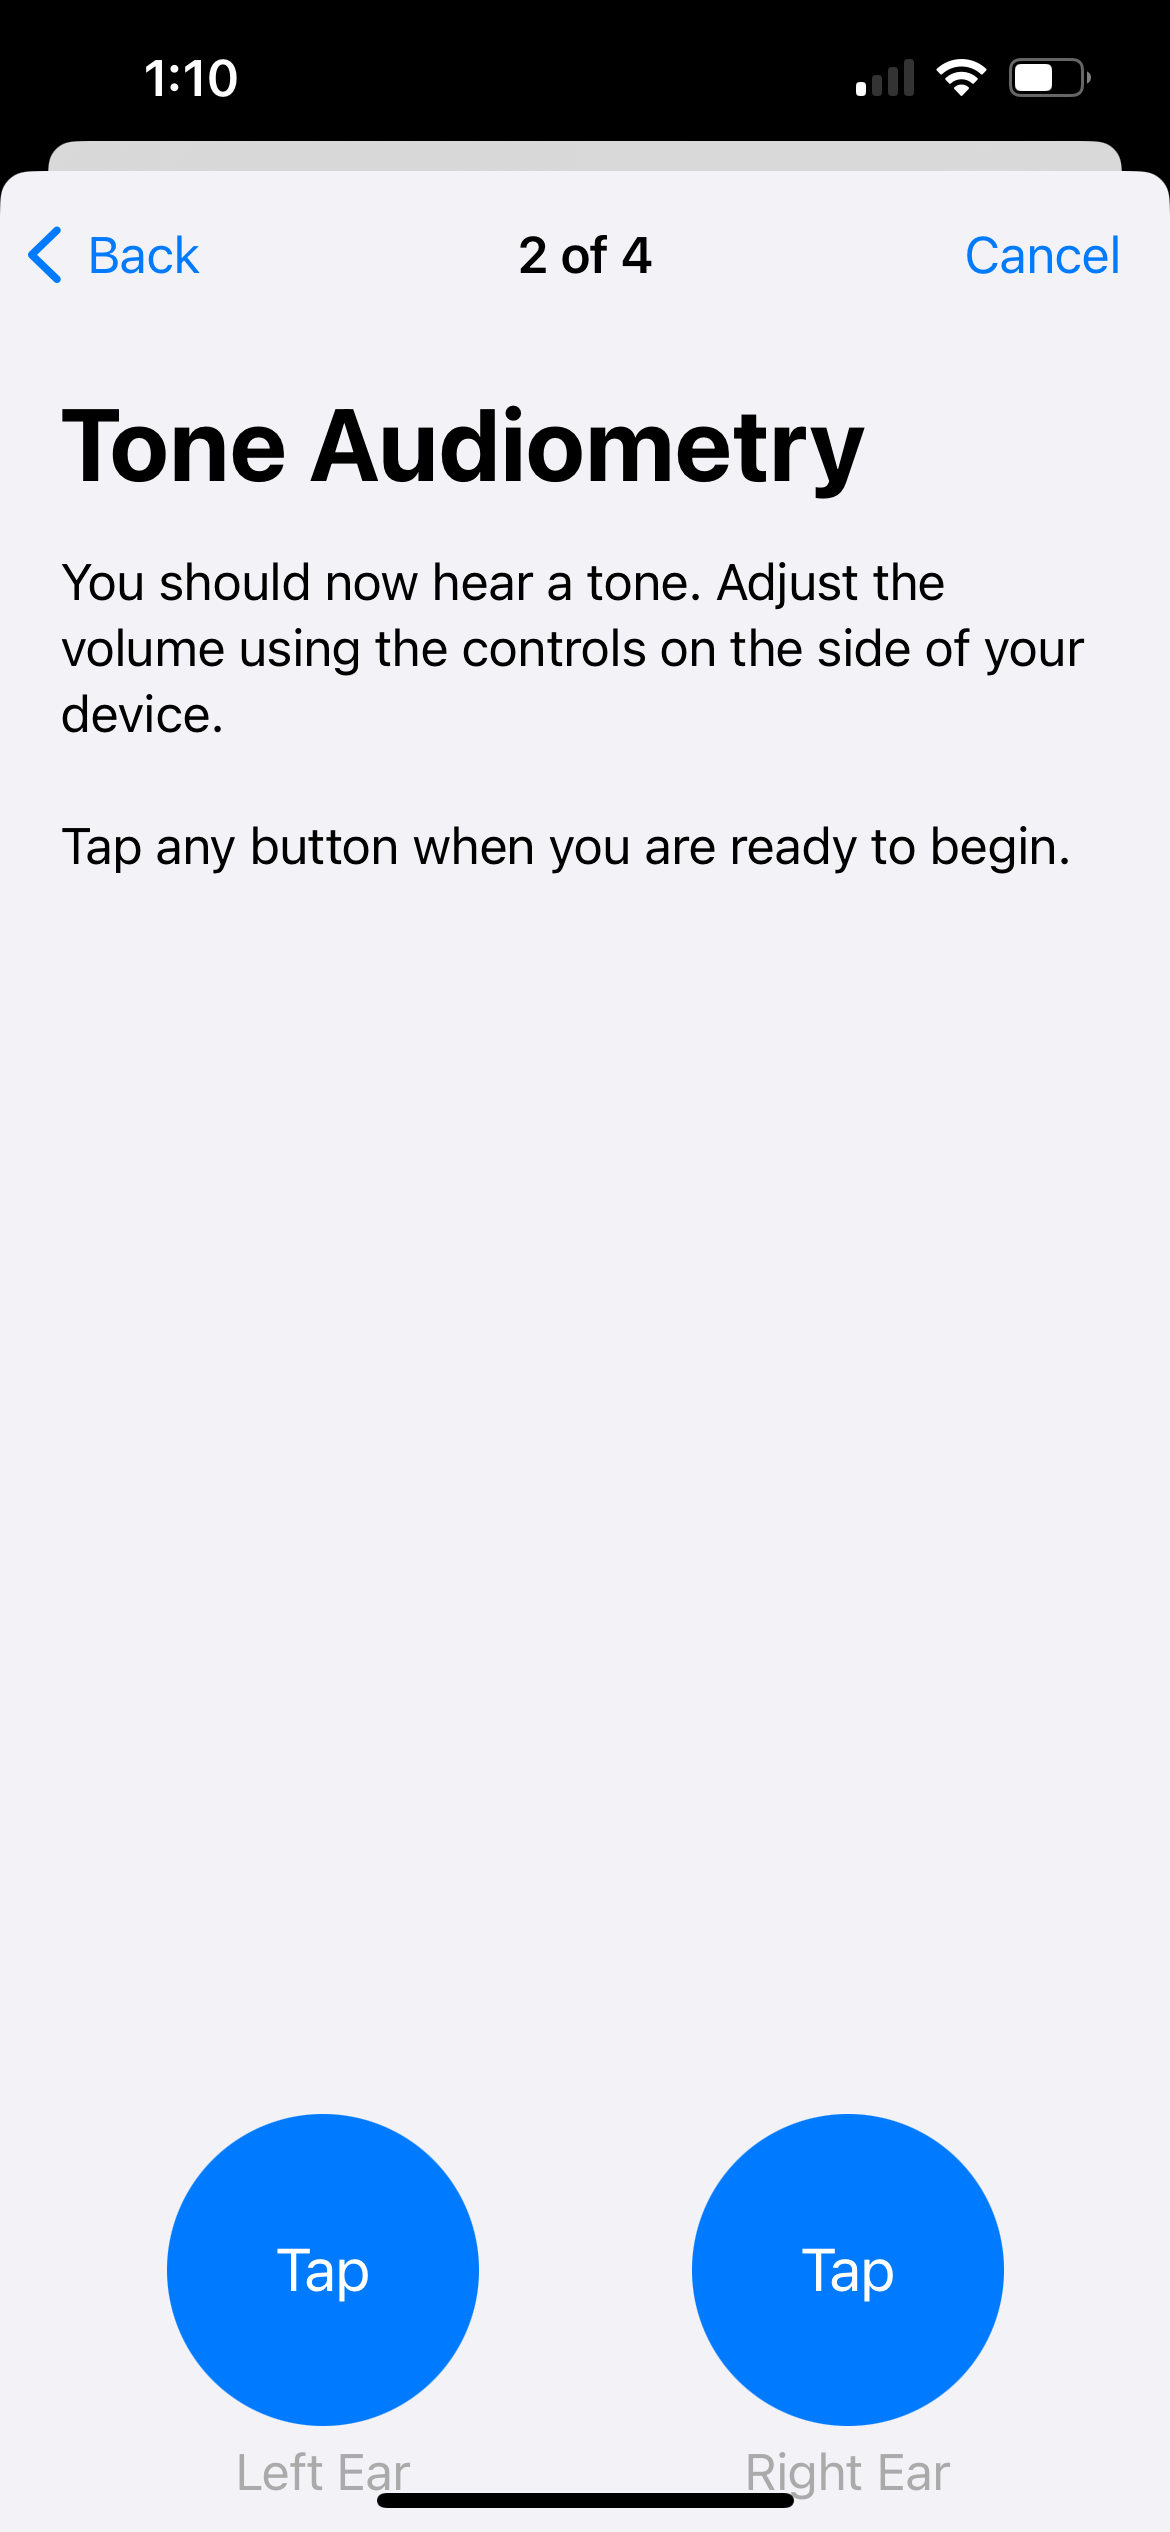 1:10
Back
2 of 4
Cancel
Tone Audiometry
You should now hear a tone. Adjust the
volume using the controls on the side of your
device.
Tap any button when you are ready to begin.
Tap
Tap
Left Ear
Right Ear